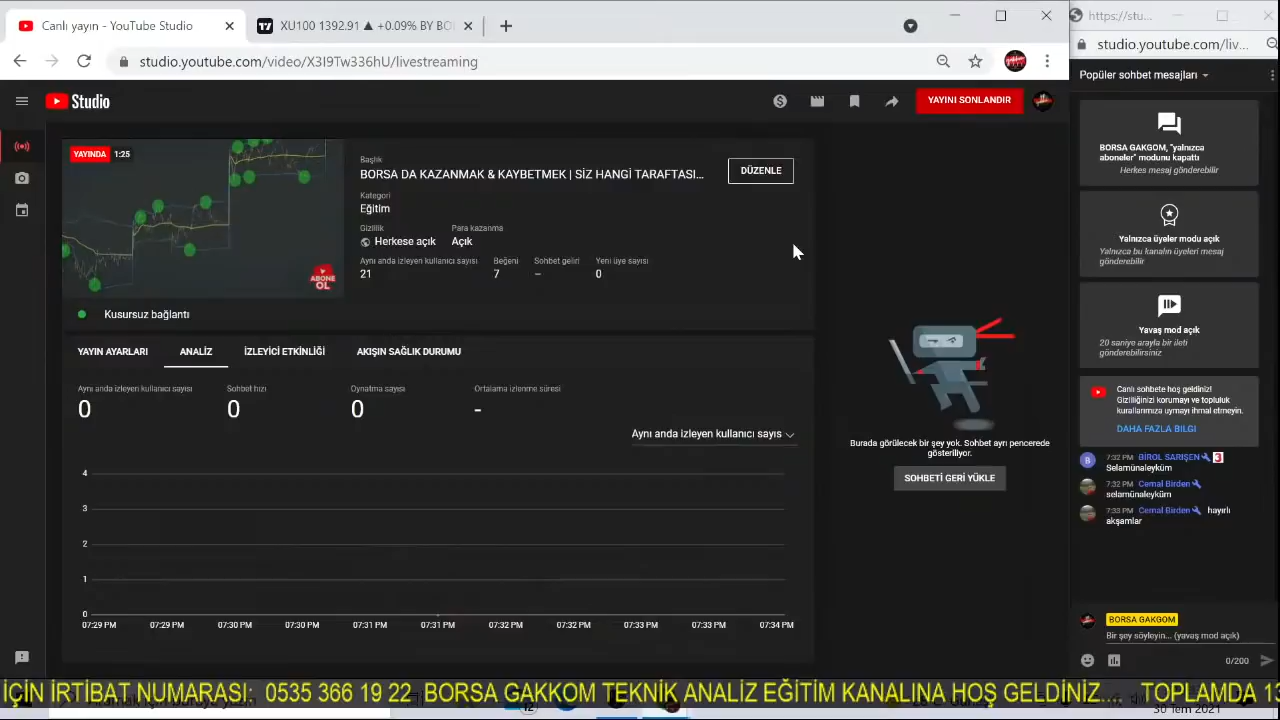 Canlı yayın - YouTube Studio
XU100 1392.91 ▲ +0.09% BY BO
studio.youtube.com/video/
/livestreaming
Studio
YAYINI SONLANDIR
YAYINDA 1:25
ABONE OL
Başlık
BORSA DA KAZANMAK & KAYBETMEK | SİZ HANGİ TARAFTASI...
DÜZENLE
Kategori
Eğitim
Gizlilik Para kazanma
Herkese açık Açık
Aynı anda izleyen kullanıcı sayısı Beğeni Sohbet geliri Yeni üye sayısı
21 7 – 0
Kusursuz bağlantı
YAYIN AYARLARI ANALİZ İZLEYİCİ ETKİNLİĞİ AKIŞIN SAĞLIK DURUMU
Aynı anda izleyen kullanıcı sayısı Sohbet hızı Oynatma sayısı Ortalama izlenme süresi
0 0 0 -
Aynı anda izleyen kullanıcı sayıs
4
3
2
1
0
07:29 PM 07:29 PM 07:30 PM 07:30 PM 07:31 PM 07:31 PM 07:32 PM 07:32 PM 07:33 PM 07:33 PM 07:34 PM
Burada görülecek bir şey yok. Sohbet ayrı pencerede
gösteriliyor.
SOHBETİ GERİ YÜKLE
https://stu...
studio.youtube.com/liv...
Popüler sohbet mesajları
BORSA GAKGOM, "yalnızca
aboneler" modunu kapattı
Herkes mesaj gönderebilir
Yalnızca üyeler modu açık
Yalnızca bu kanalın üyeleri mesaj
gönderebilir
Yavaş mod açık
20 saniye arayla bir ileti
gönderebilirsiniz
Canlı sohbete hoş geldiniz!
Gizliliğinizi korumayı ve topluluk
kurallarımıza uymayı ihmal etmeyin.
DAHA FAZLA BILGI
B 7:32 PM BİROL SARIŞEN 3
Selamünaleyküm
7:32 PM Cemal Birden
selamünaleyküm
7:33 PM Cemal Birden hayırlı
akşamlar
BORSA GAKGOM
Bir şey söyleyin... (yavaş mod açık)
0/200
İÇİN İRTİBAT NUMARASI: 0535 366 19 22 BORSA GAKKOM TEKNİK ANALİZ EĞİTİM KANALINA HOŞ GELDİNİZ... TOPLAMDA 13
30 Tem 2021